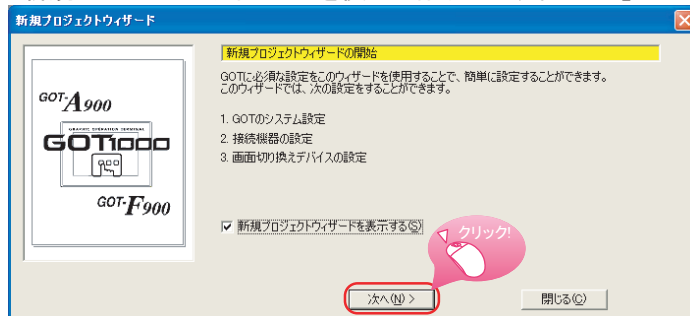 新規プロジェクトウィザード
新規プロジェクトウィザードの開始
GOTに必須な設定をこのウィザードを使用することで、簡単に設定することができます。
このウィザードでは、次の設定をすることができます。
GOT-A900
1. GOTのシステム設定
GRAPHIC OPERATION TERMINAL
2. 接続機器の設定
GOT1000
3. 画面切り換えデバイスの設定
GOT-F900
新規プロジェクトウィザードを表示する(S)
クリック!
次へ(N) >
閉じる(C)